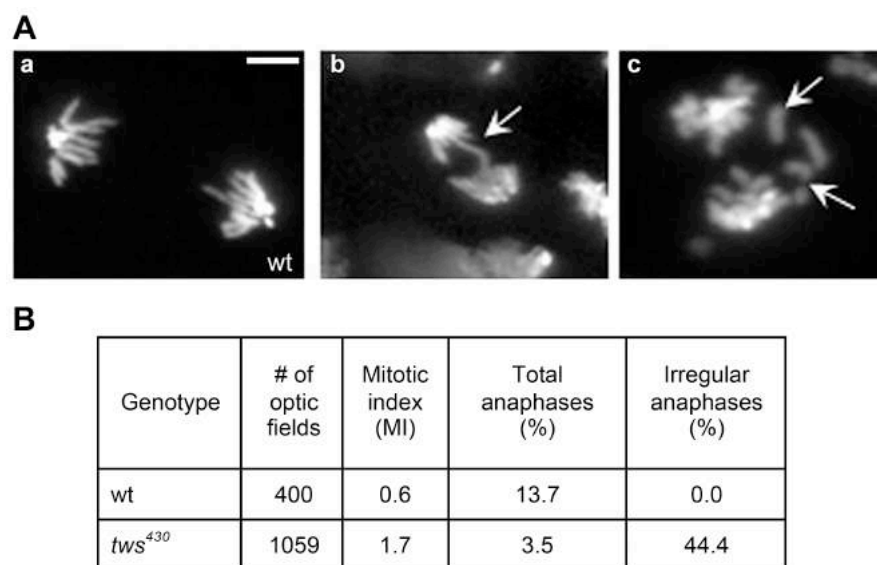 A
a
b
c
wt
B
Genotype
# of
optic
fields
Mitotic
index
(MI)
Total
anaphases
(%)
Irregular
anaphases
(%)
wt
400
0.6
13.7
0.0
tws430
1059
1.7
3.5
44.4